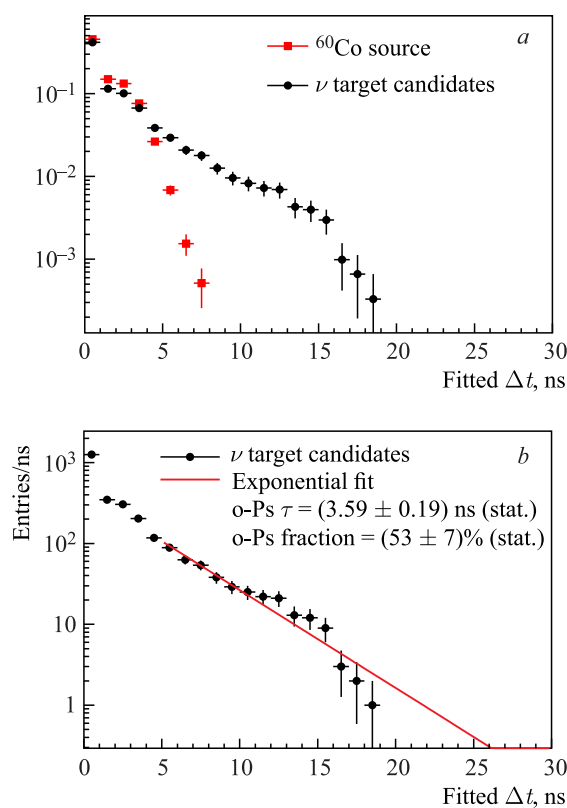 a
⁶⁰Co source
ν target candidates
10⁻¹
10⁻²
10⁻³
0 5 10 15 20 25 30
Fitted Δt, ns
b
Entries/ns
ν target candidates
Exponential fit
o-Ps τ = (3.59 ± 0.19) ns (stat.)
o-Ps fraction = (53 ± 7)% (stat.)
10³
10²
10
1
0 5 10 15 20 25 30
Fitted Δt, ns